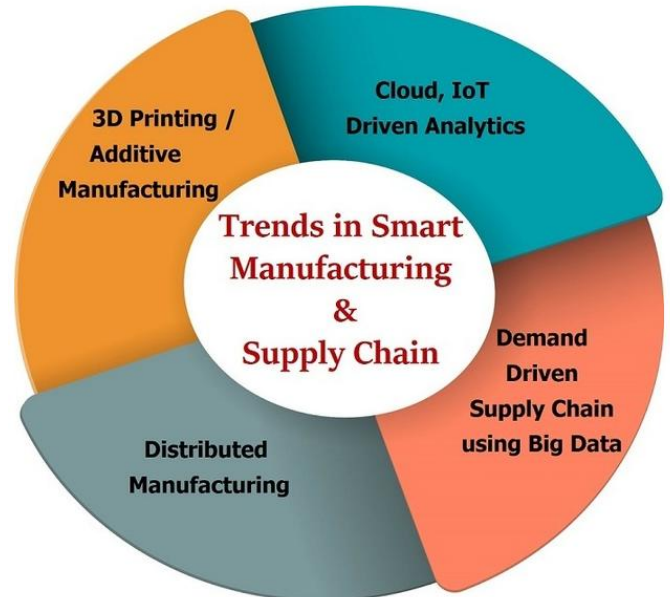 3D Printing /
Additive
Manufacturing
Cloud, IoT
Driven Analytics
Trends in Smart
Manufacturing
&
Supply Chain
Demand
Driven
Supply Chain
using Big Data
Distributed
Manufacturing